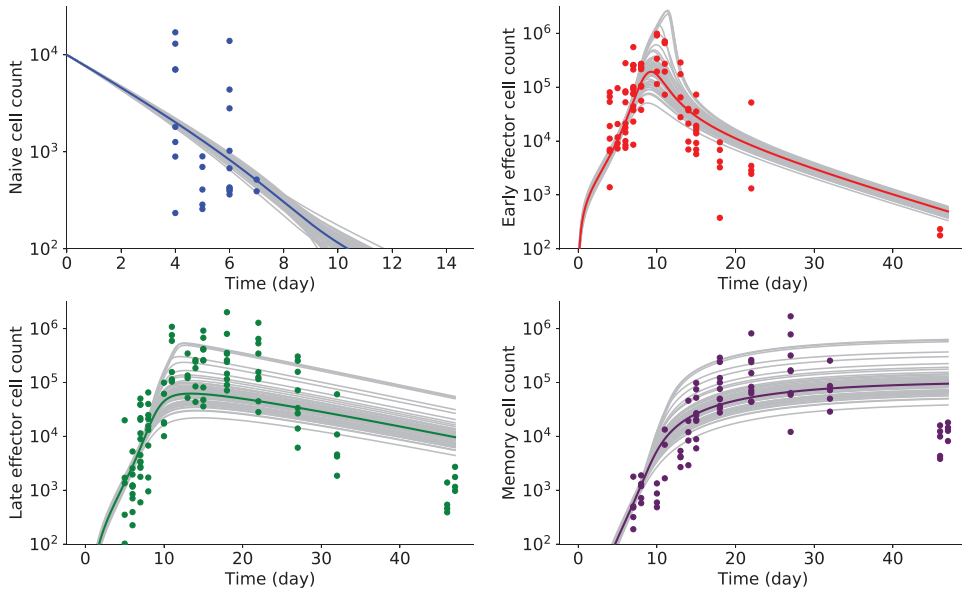 Naive cell count
10⁴
10³
10²
0 2 4 6 8 10 12 14
Time (day)
Early effector cell count
10⁶
10⁵
10⁴
10³
10²
0 10 20 30 40
Time (day)
Late effector cell count
10⁶
10⁵
10⁴
10³
10²
0 10 20 30 40
Time (day)
Memory cell count
10⁶
10⁵
10⁴
10³
10²
0 10 20 30 40
Time (day)